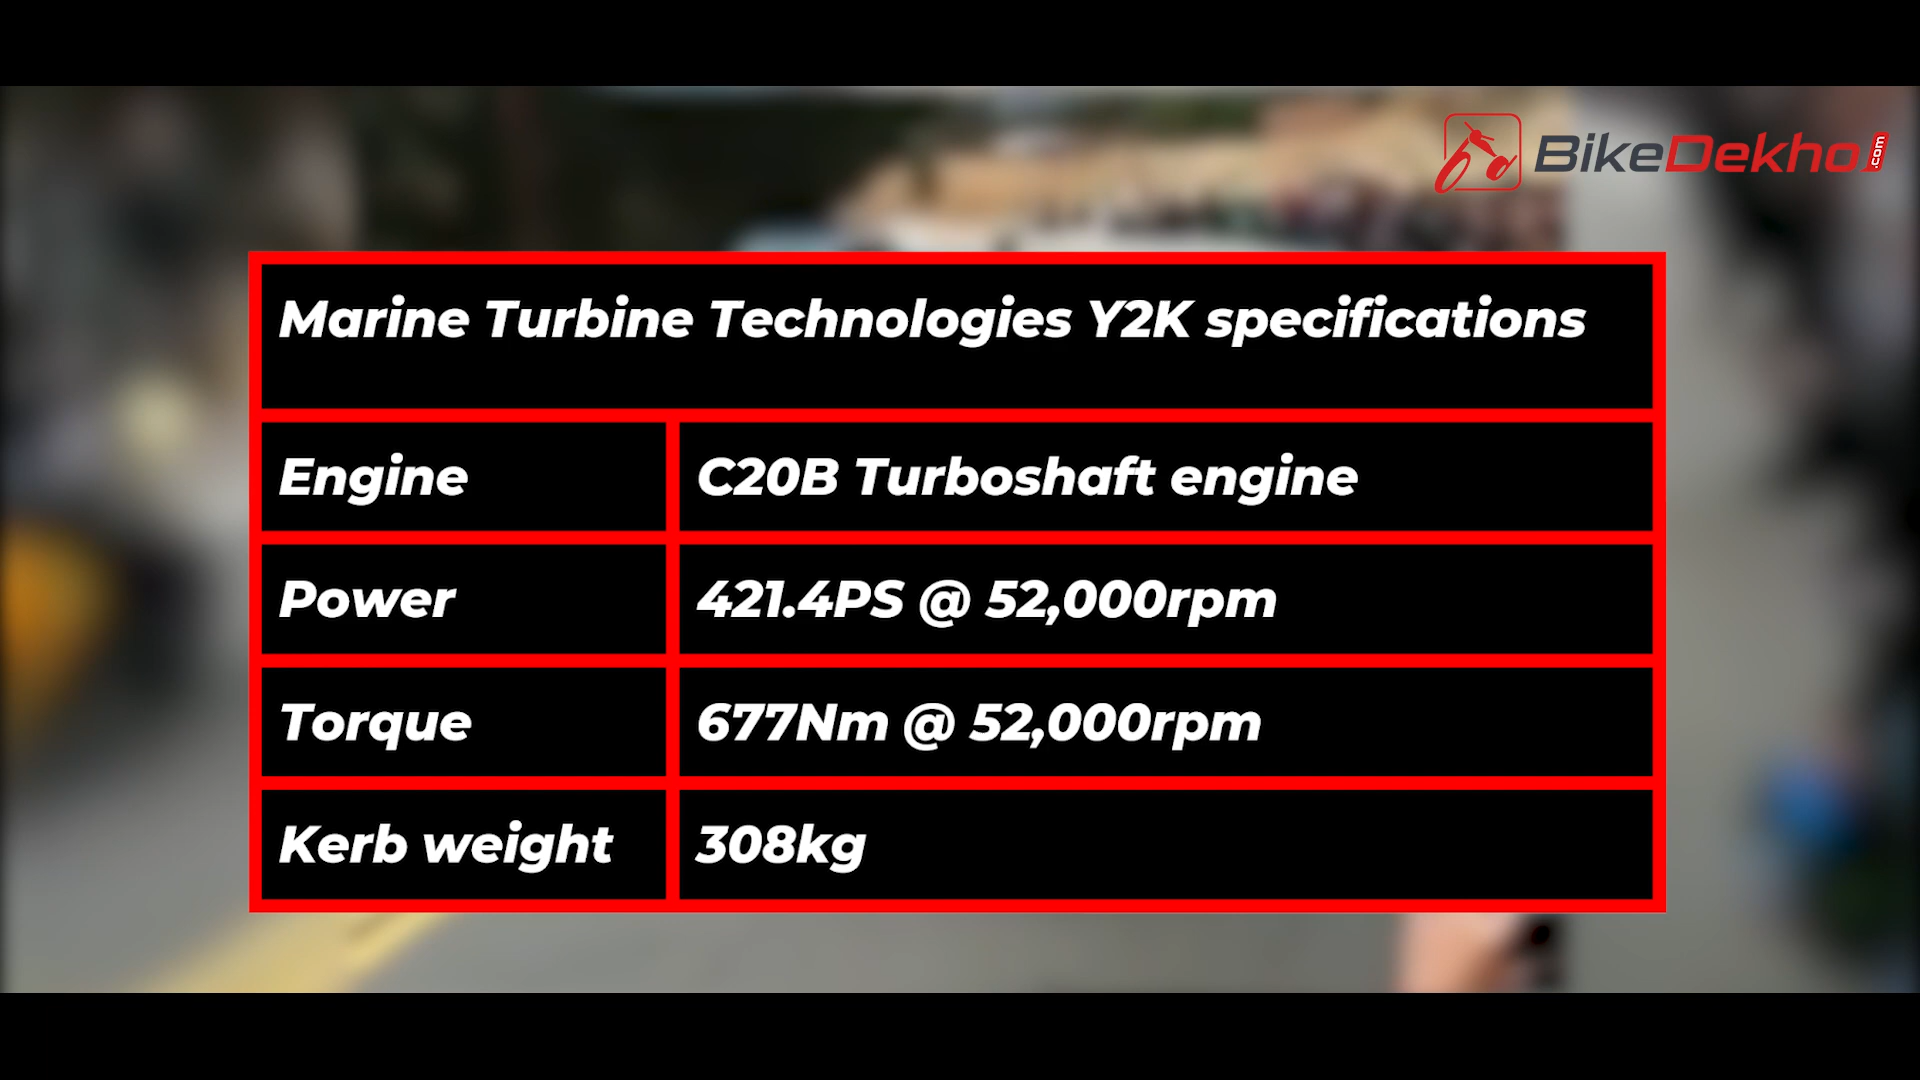 BikeDekho.com
Marine Turbine Technologies Y2K specifications
Engine C20B Turboshaft engine
Power 421.4PS @ 52,000rpm
Torque 677Nm @ 52,000rpm
Kerb weight 308kg